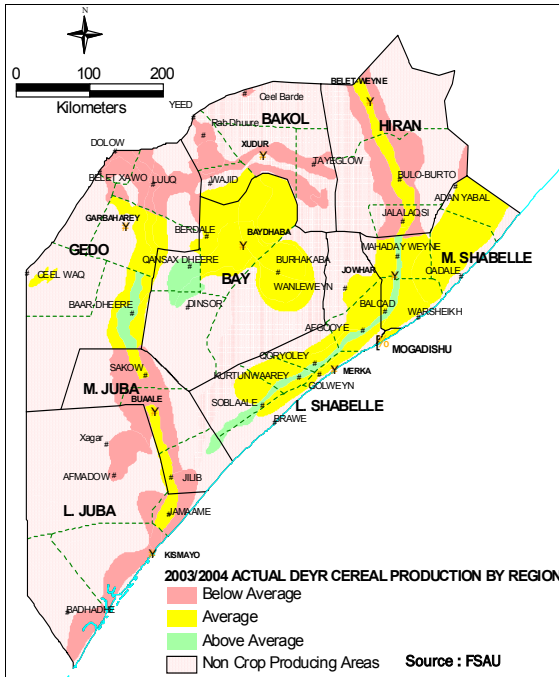 N
0 100 200
Kilometers
BELET-WEYNE
Ceel Barde
YEED
Rab-Dhuure
BAKOL
HIRAN
DOLOW
XUDUR
TAYEGLOW
BELET XAWO
LUUQ
WAJID
BULO-BURTO
ADAN YABAL
GARBAHAREY
JALALAQSI
BERDALE
BAYDHABA
MAHADAY WEYNE
GEDO
QANSAX DHEERE
M. SHABELLE
CEEL WAQ
BAY
BURHAKABA
JOWHAR
CADALE
DINSOR
WANLEWEYN
BAAR-DHEERE
BALCAD
WARSHEIKH
AFGOOYE
MOGADISHU
QORYOLEY
SAKOW
KURTUNWAAREY
MERKA
M. JUBA
GOLWEYN
BUAALE
SOBLAALE
L. SHABELLE
BRAWE
Xagar
AFMADOW
JILIB
L. JUBA
JAMAAME
KISMAYO
2003/2004 ACTUAL DEYR CEREAL PRODUCTION BY REGION
Below Average
Average
BADHADHE
Above Average
Non Crop Producing Areas
Source : FSAU